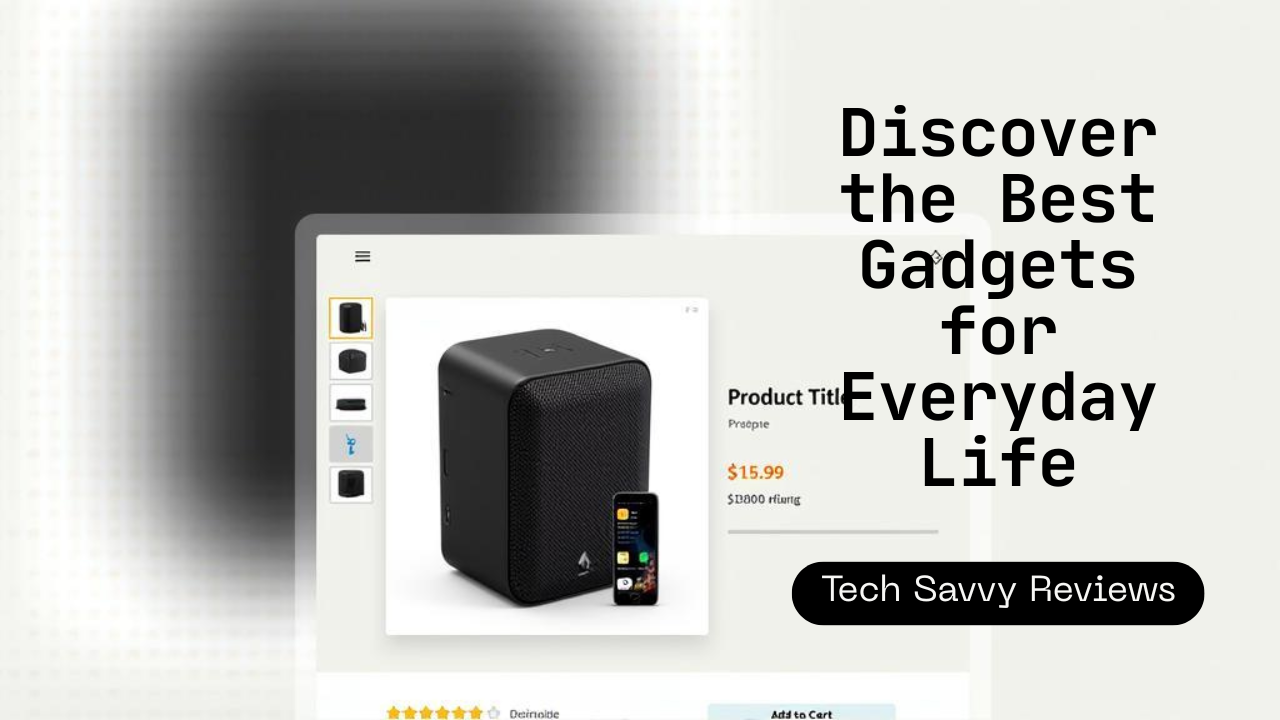 Discover
the Best
Gadgets
for
Everyday
Life
Tech Savvy Reviews
Product Title
$15.99
Add to Cart